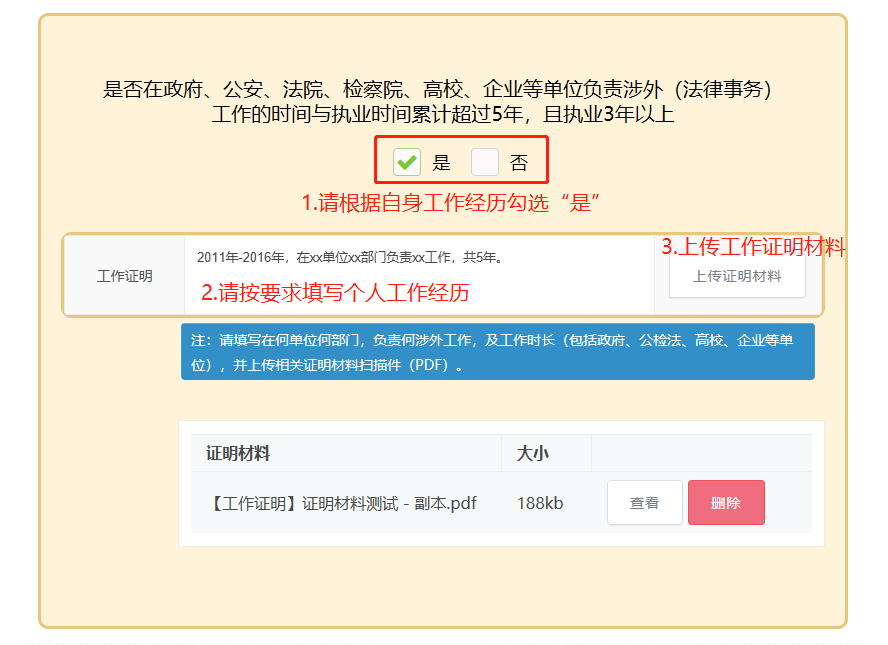 是否在政府、公安、法院、检察院、高校、企业等单位负责涉外（法律事务）
工作的时间与执业时间累计超过5年，且执业3年以上
是 否
1.请根据自身工作经历勾选“是”
3.上传工作证明材料
工作证明
2011年-2016年，在xx单位xx部门负责xx工作，共5年。
上传证明材料
2.请按要求填写个人工作经历
注：请填写在何单位何部门，负责何涉外工作，及工作时长（包括政府、公检法、高校、企业等单
位），并上传相关证明材料扫描件（PDF）。
证明材料 大小
【工作证明】证明材料测试 - 副本.pdf 188kb 查看 删除